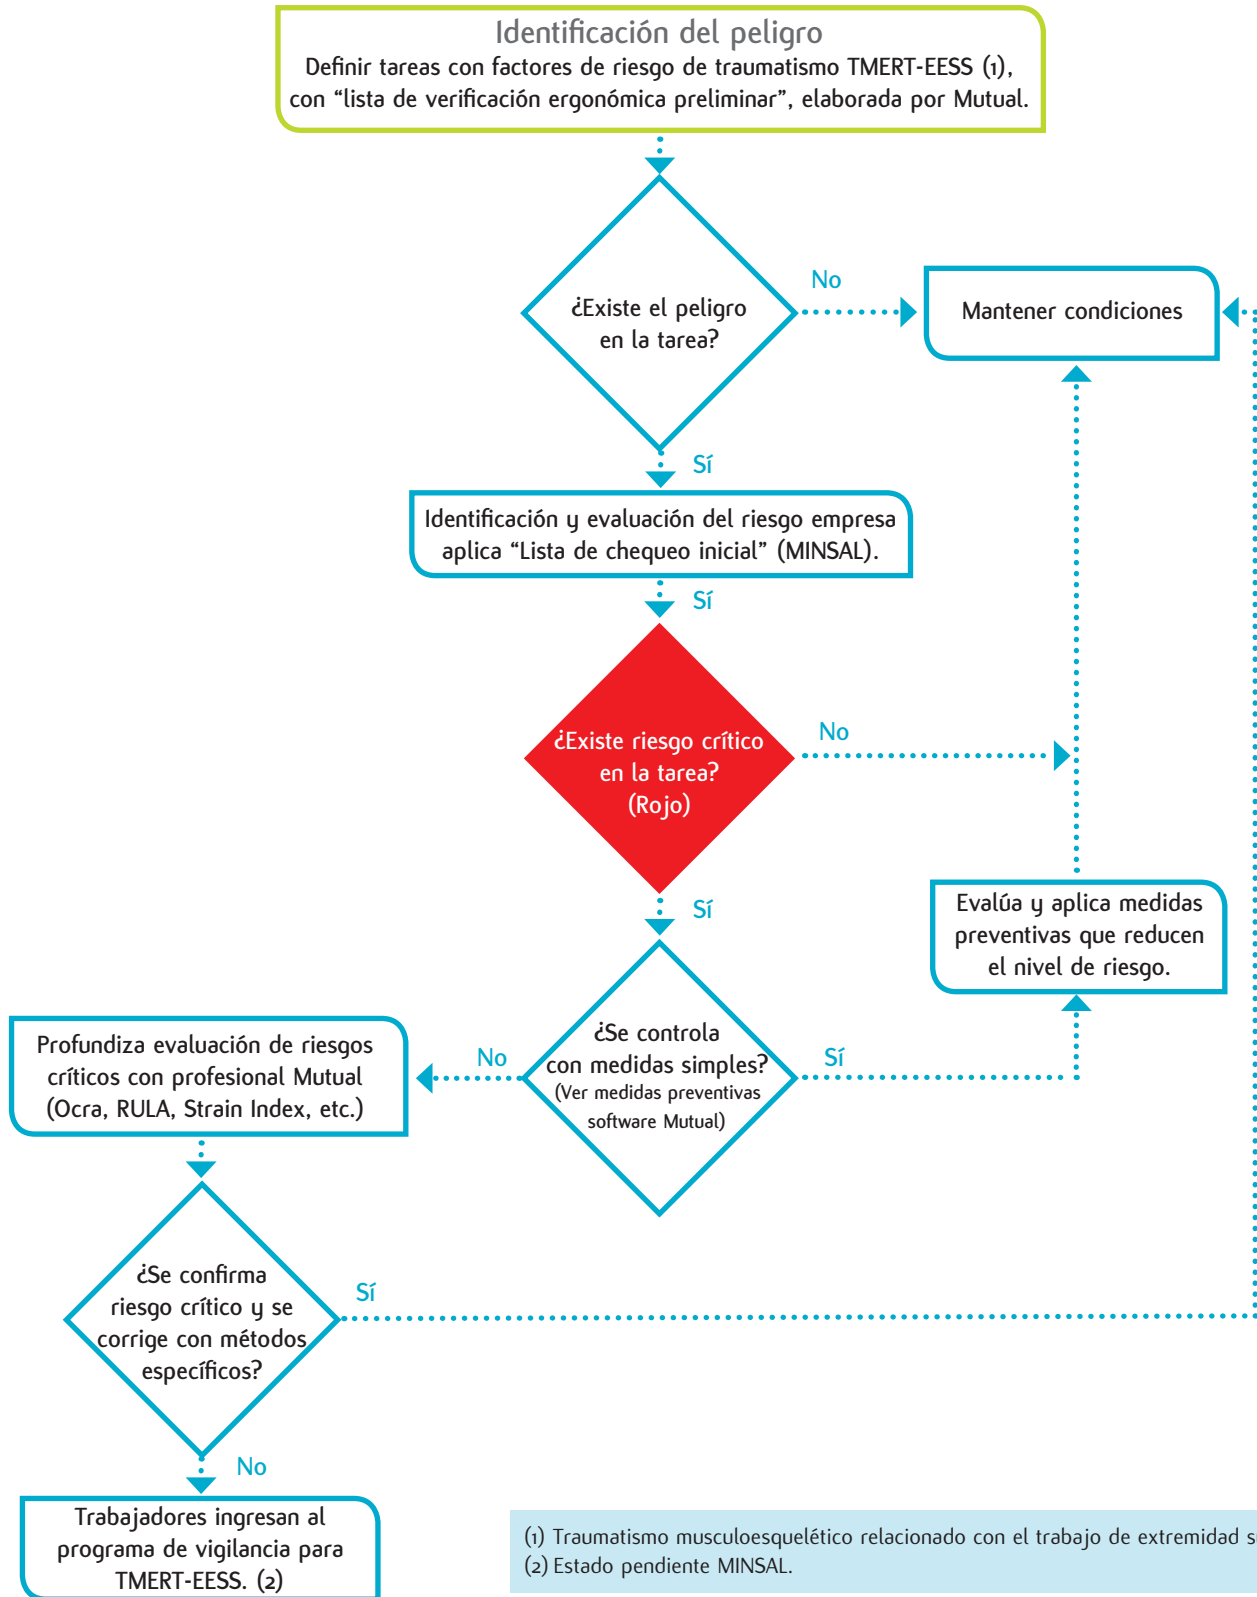 Identificación del peligro
Definir tareas con factores de riesgo de traumatismo TMERT-EESS (1),
con “lista de verificación ergonómica preliminar”, elaborada por Mutual.
¿Existe el peligro
en la tarea?
No
Mantener condiciones
Sí
Identificación y evaluación del riesgo empresa
aplica “Lista de chequeo inicial” (MINSAL).
Sí
¿Existe riesgo crítico
en la tarea?
(Rojo)
No
Sí
Evalúa y aplica medidas
preventivas que reducen
el nivel de riesgo.
¿Se controla
con medidas simples?
(Ver medidas preventivas
software Mutual)
Sí
No
Profundiza evaluación de riesgos
críticos con profesional Mutual
(Ocra, RULA, Strain Index, etc.)
¿Se confirma
riesgo crítico y se
corrige con métodos
específicos?
Sí
No
Trabajadores ingresan al
programa de vigilancia para
TMERT-EESS. (2)
(1) Traumatismo musculoesquelético relacionado con el trabajo de extremidad
(2) Estado pendiente MINSAL.